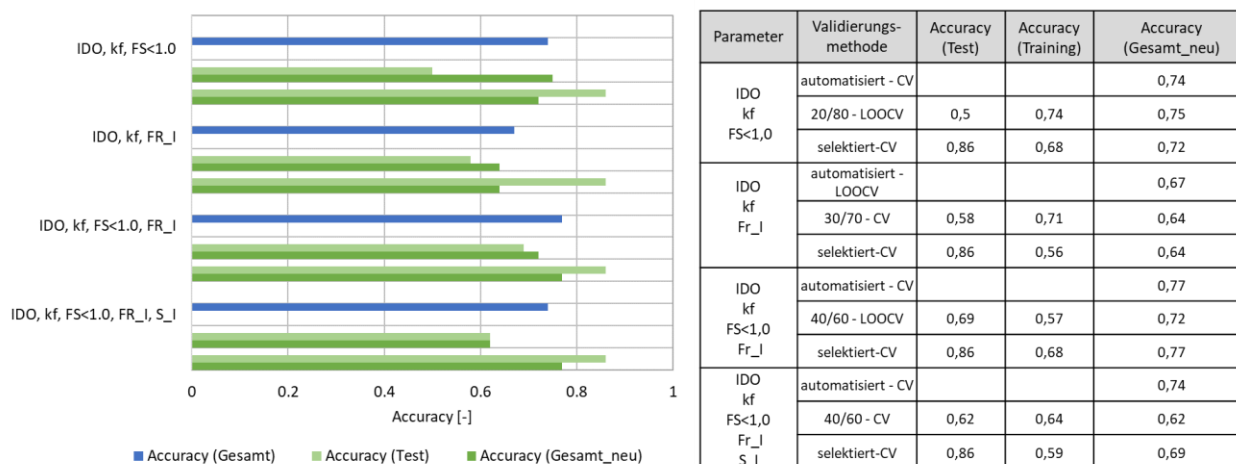 IDO, kf, FS<1.0
IDO, kf, FR_I
IDO, kf, FS<1.0, FR_I
IDO, kf, FS<1.0, FR_I, S_I
0 0.2 0.4 0.6 0.8 1
Accuracy [-]
Accuracy (Gesamt) Accuracy (Test) Accuracy (Gesamt_neu)
Parameter Validierungs- Accuracy Accuracy Accuracy
methode (Test) (Training) (Gesamt_neu)
IDO
kf
FS<1,0
automatisiert - CV 0,74
20/80 - LOOCV 0,5 0,74 0,75
selektiert-CV 0,86 0,68 0,72
IDO
kf
Fr_I
automatisiert -
LOOCV 0,67
30/70 - CV 0,58 0,71 0,64
selektiert-CV 0,86 0,56 0,64
IDO
kf
FS<1,0
Fr_I
automatisiert - CV 0,77
40/60 - LOOCV 0,69 0,57 0,72
selektiert-CV 0,86 0,68 0,77
IDO
kf
FS<1,0
Fr_I
S_I
automatisiert - CV 0,74
40/60 - CV 0,62 0,64 0,62
selektiert-CV 0,86 0,59 0,69